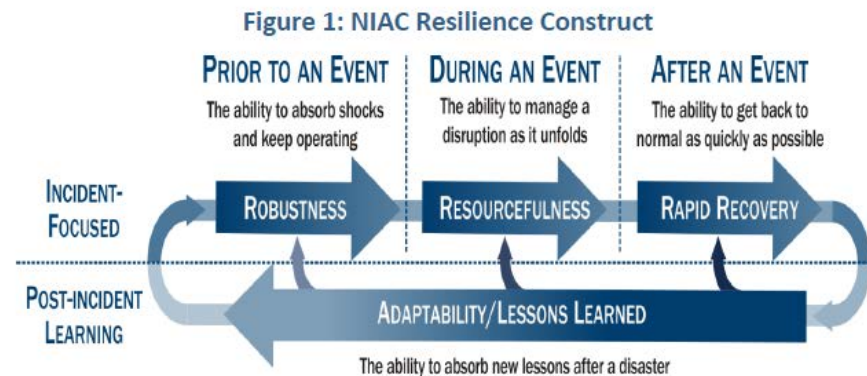 Figure 1: NIAC Resilience Construct
PRIOR TO AN EVENT
The ability to absorb shocks
and keep operating
DURING AN EVENT
The ability to manage a
disruption as it unfolds
AFTER AN EVENT
The ability to get back to
normal as quickly as possible
INCIDENT-
FOCUSED
ROBUSTNESS
RESOURCEFULNESS
RAPID RECOVERY
POST-INCIDENT
LEARNING
ADAPTABILITY/LESSONS LEARNED
The ability to absorb new lessons after a disaster